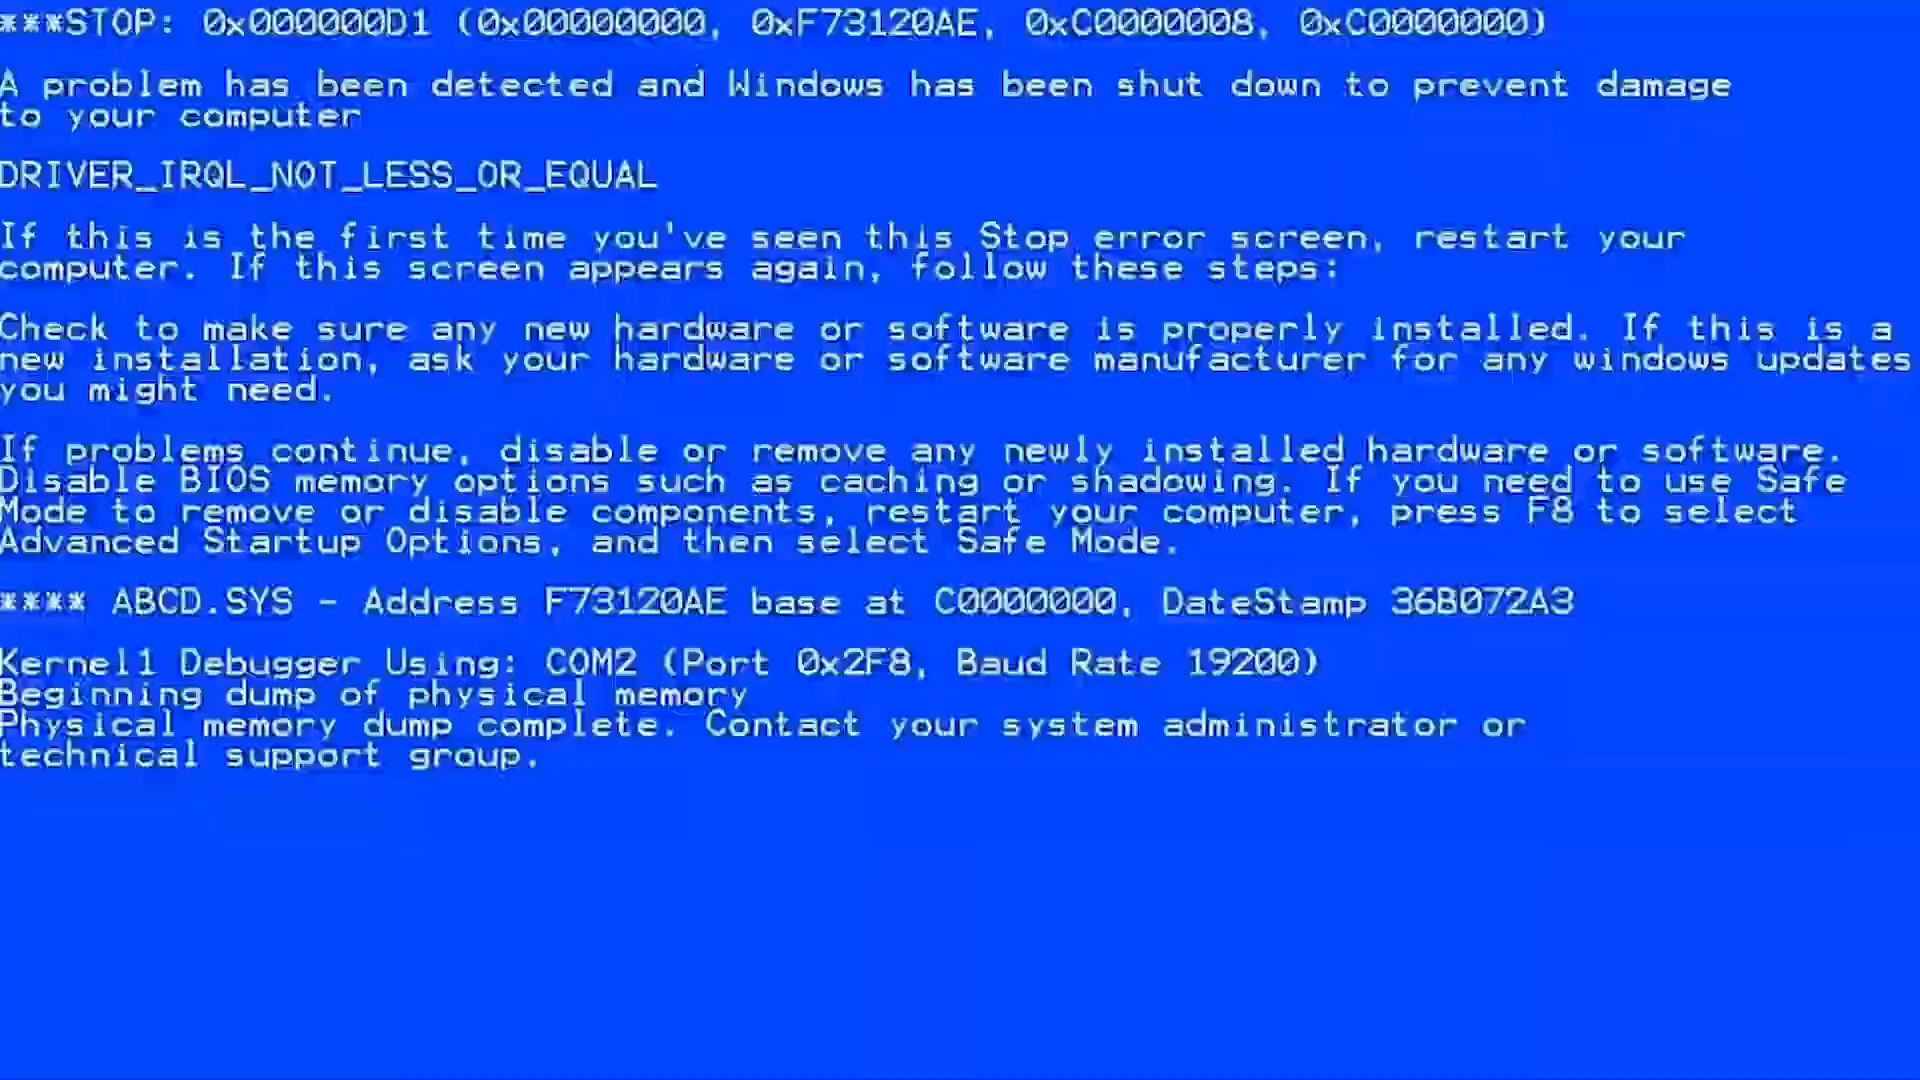 ***STOP: 0x000000D1 (0x00000000, 0xF73120AE, 0xC0000008, 0xC0000000)
A problem has been detected and Windows has been shut down to prevent damage
to your computer
DRIVER_IRQL_NOT_LESS_OR_EQUAL
If this is the first time you've seen this Stop error screen, restart your
computer. If this screen appears again, follow these steps:
Check to make sure any new hardware or software is properly installed. If this is a
new installation, ask your hardware or software manufacturer for any windows updates
you might need.
If problems continue, disable or remove any newly installed hardware or software.
Disable BIOS memory options such as caching or shadowing. If you need to use Safe
Mode to remove or disable components, restart your computer, press F8 to select
Advanced Startup Options, and then select Safe Mode.
**** ABCD.SYS - Address F73120AE base at C0000000, DateStamp 36B072A3
Kernel1 Debugger Using: COM2 (Port 0x2F8, Baud Rate 19200)
Beginning dump of physical memory
Physical memory dump complete. Contact your system administrator or
technical support group.